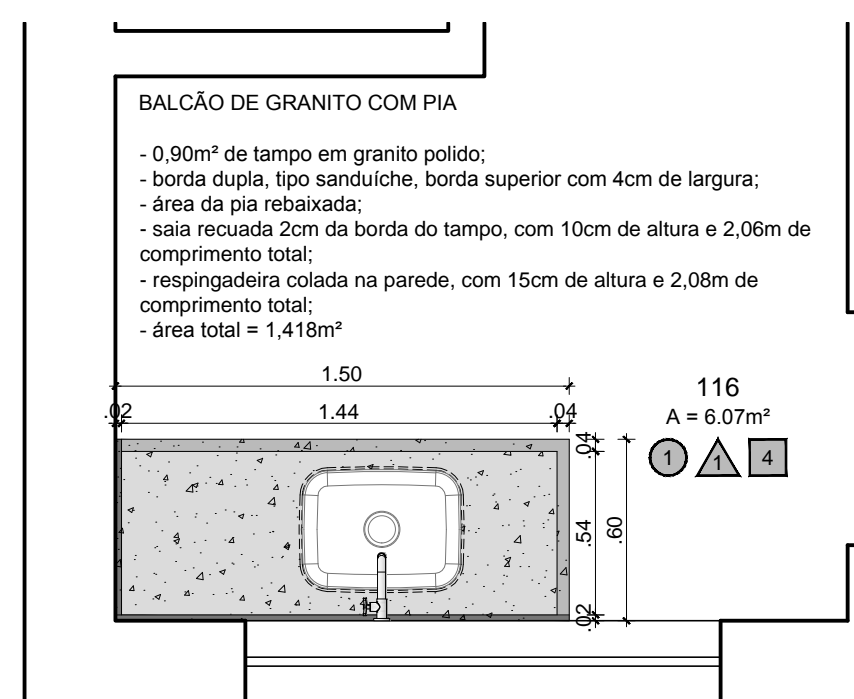 BALCÃO DE GRANITO COM PIA
- 0,90m² de tampo em granito polido;
- borda dupla, tipo sanduíche, borda superior com 4cm de largura;
- área da pia rebaixada;
- saia recuada 2cm da borda do tampo, com 10cm de altura e 2,06m de
comprimento total;
- respingadeira colada na parede, com 15cm de altura e 2,08m de
comprimento total;
- área total = 1,418m²
1.50
.02
1.44
.04
116
A = 6.07m²
1
1
4
.04
.54
.60
.02